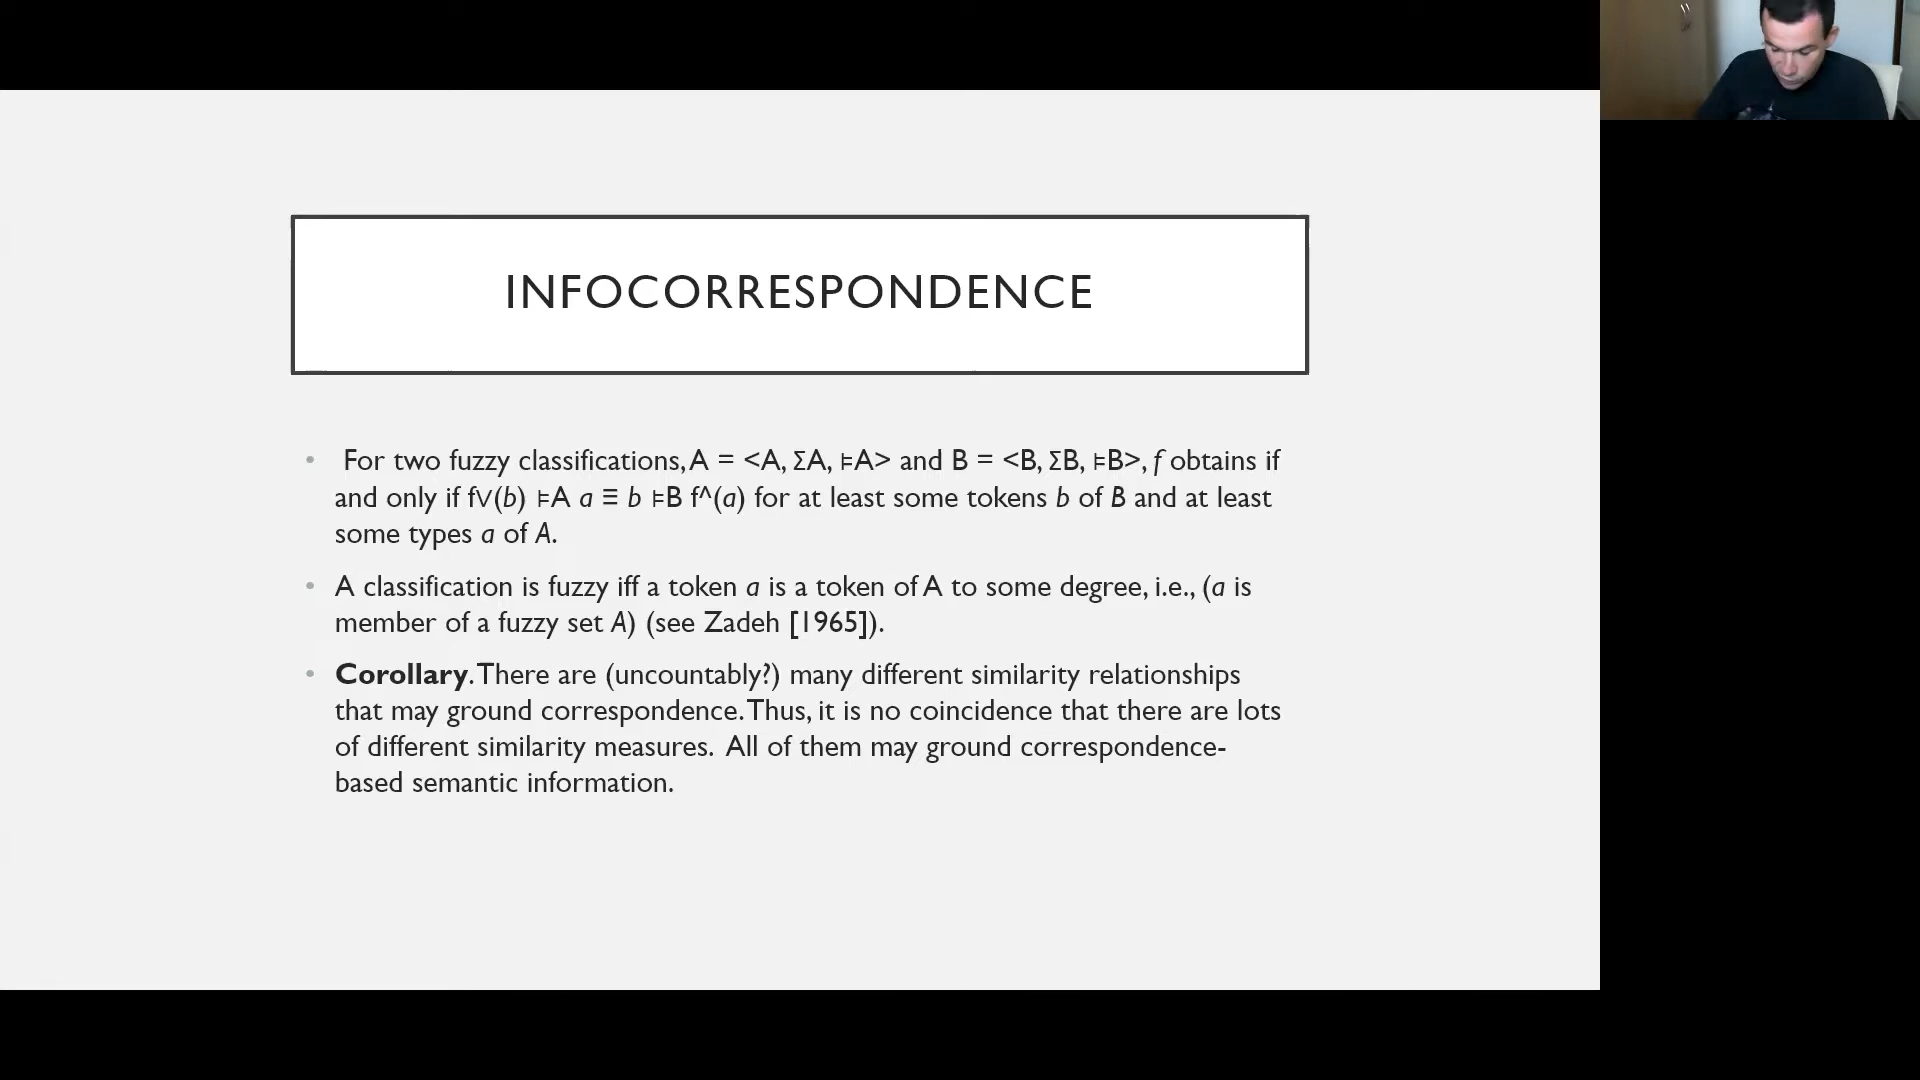 INFOCORRESPONDENCE
• For two fuzzy classifications, A = <A, ΣA, ⊧A> and B = <B, ΣB, ⊧B>, f obtains if
and only if f∨(b) ⊧A a ≡ b ⊧B f^(a) for at least some tokens b of B and at least
some types a of A.
• A classification is fuzzy iff a token a is a token of A to some degree, i.e., (a is
member of a fuzzy set A) (see Zadeh [1965]).
• Corollary. There are (uncountably?) many different similarity relationships
that may ground correspondence. Thus, it is no coincidence that there are lots
of different similarity measures. All of them may ground correspondence-
based semantic information.